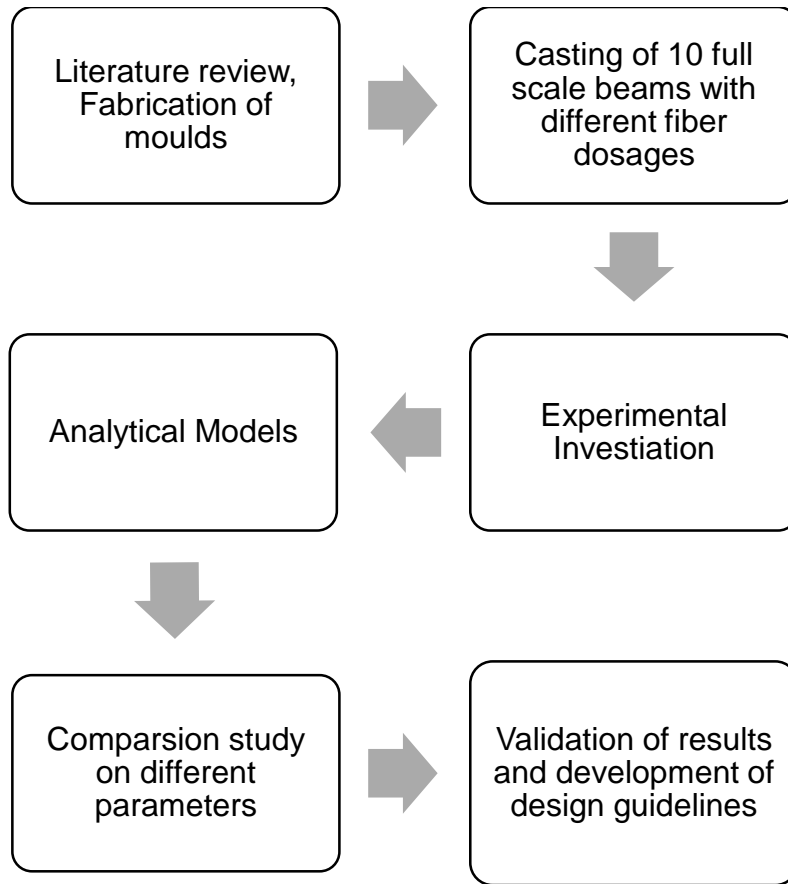 Literature review,
Fabrication of
moulds
Casting of 10 full
scale beams with
different fiber
dosages
Experimental
Investiation
Analytical Models
Comparsion study
on different
parameters
Validation of results
and development of
design guidelines